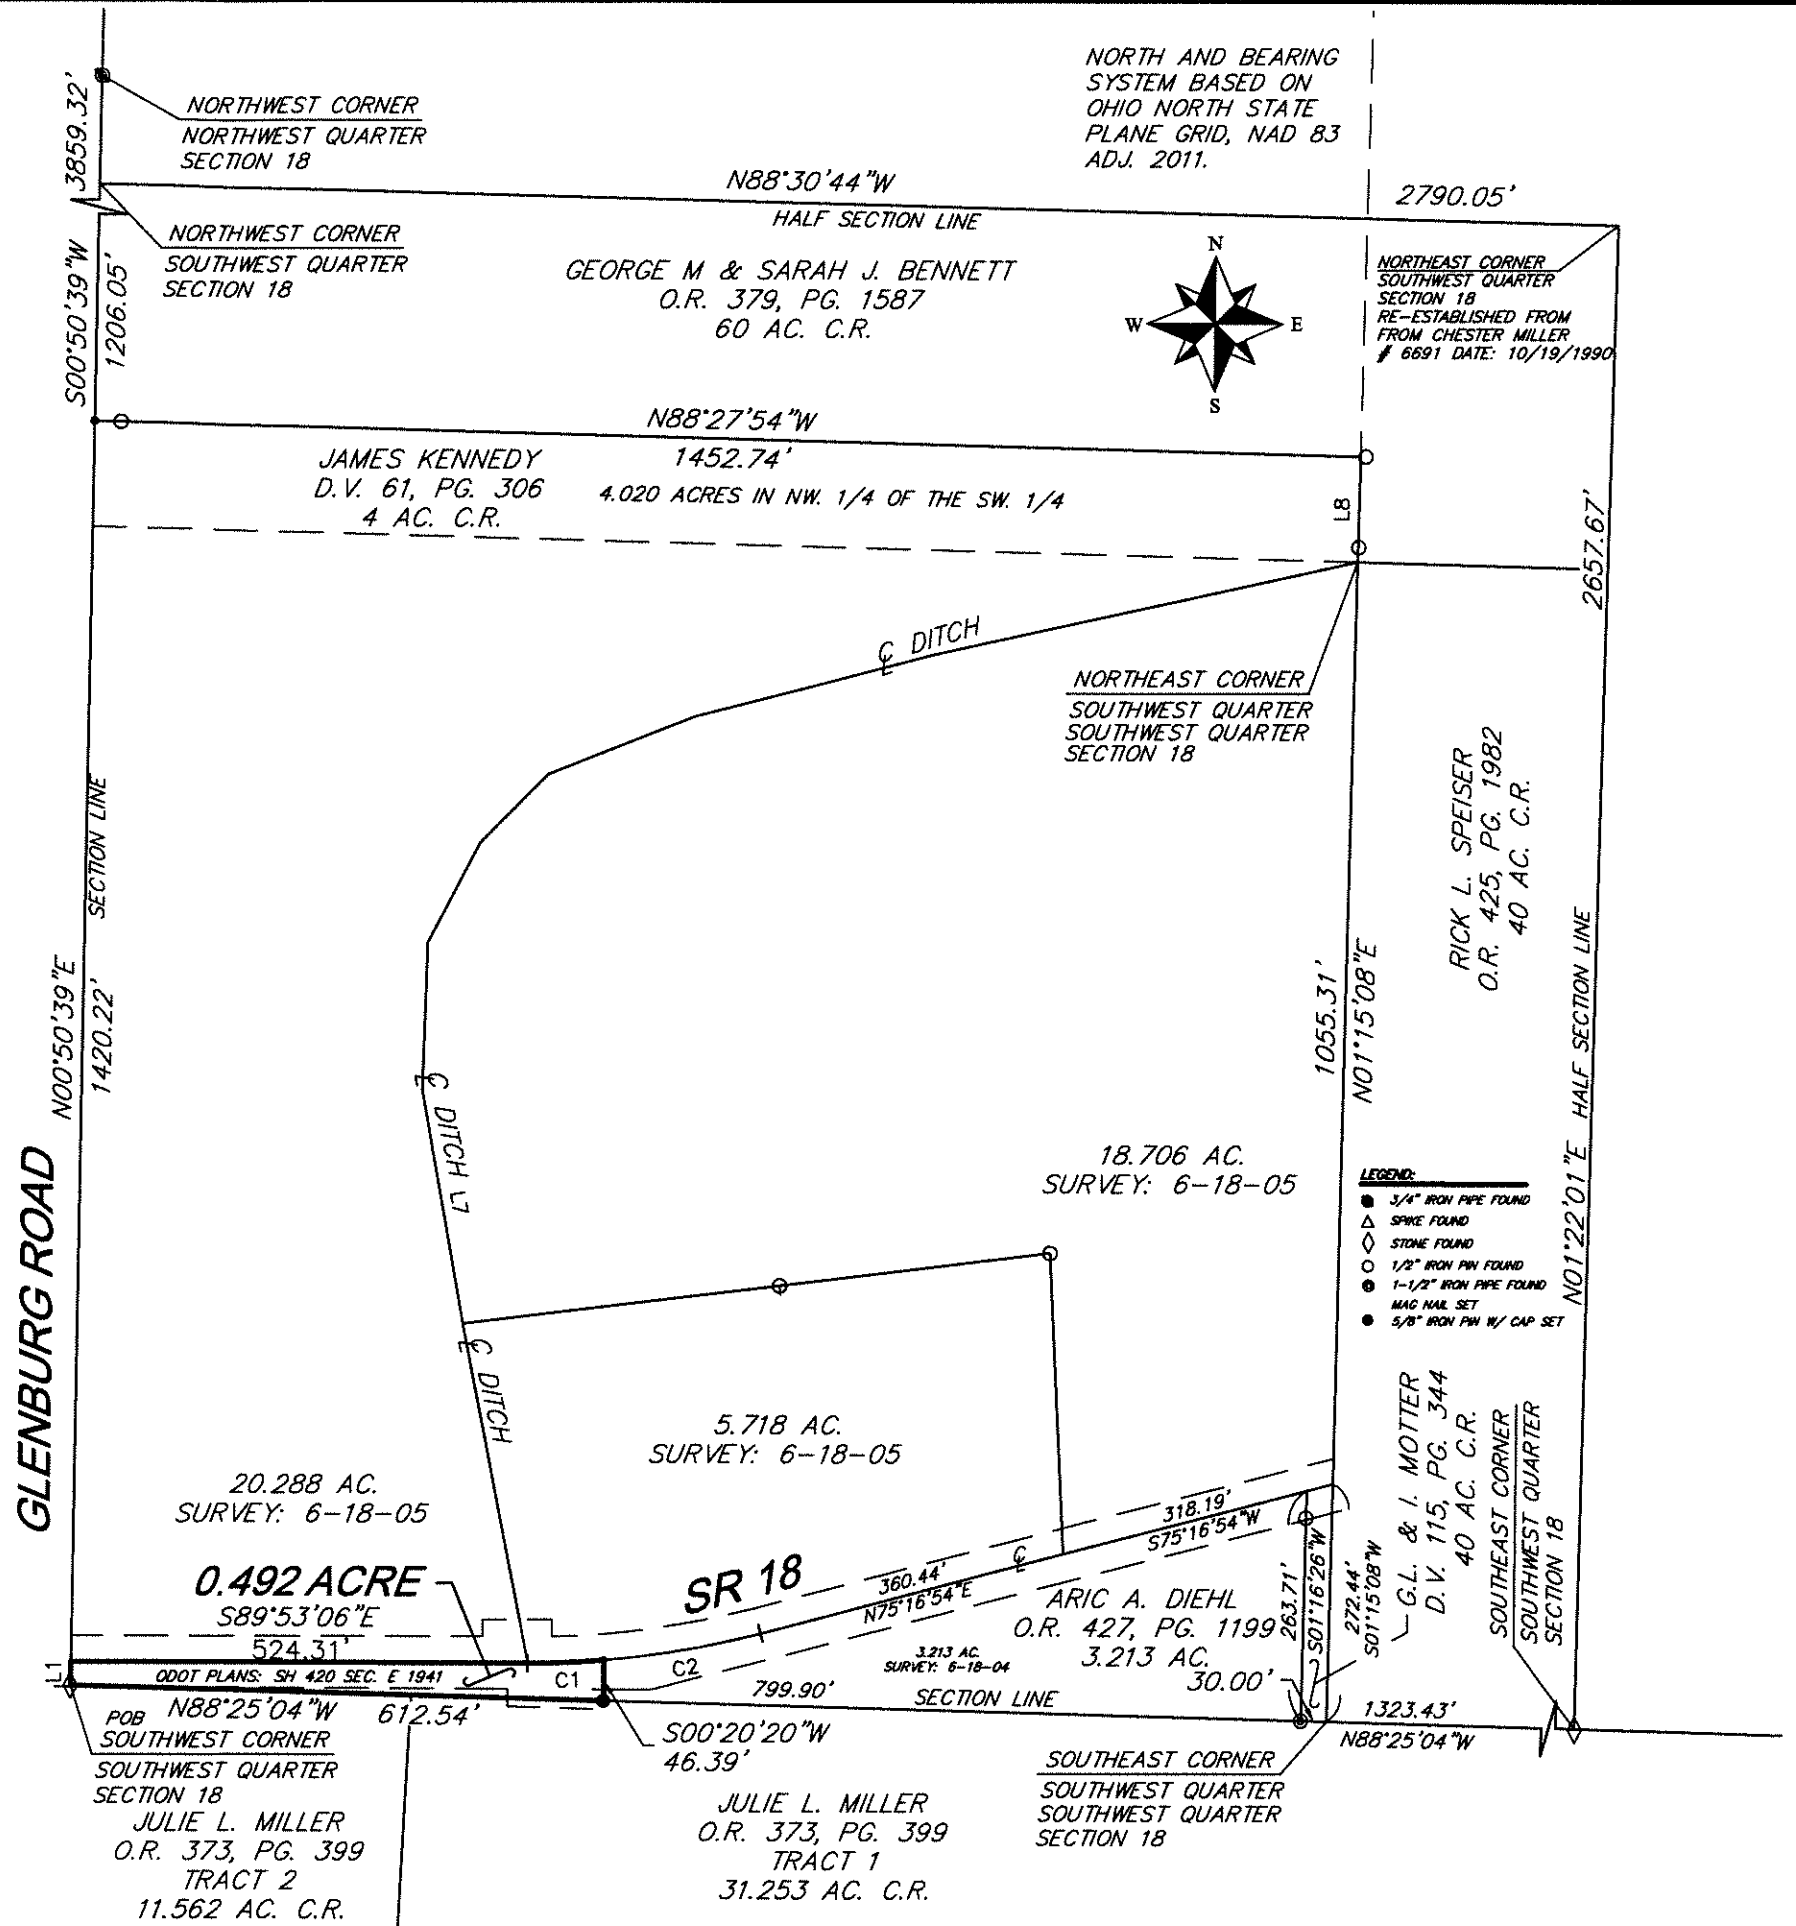 NORTH AND BEARING
SYSTEM BASED ON
OHIO NORTH STATE
PLANE GRID, NAD 83
ADJ. 2011.
3859.32'
NORTHWEST CORNER
NORTHWEST QUARTER
SECTION 18
N88°30'44"W
2790.05'
HALF SECTION LINE
NORTHWEST CORNER
SOUTHWEST QUARTER
SECTION 18
S00°50'39"W
1206.05'
GEORGE M & SARAH J. BENNETT
O.R. 379, PG. 1587
60 AC. C.R.
N
W
E
S
NORTHEAST CORNER
SOUTHWEST QUARTER
SECTION 18
RE-ESTABLISHED FROM
FROM CHESTER MILLER
# 6691 DATE: 10/19/1990
N88°27'54"W
1452.74'
JAMES KENNEDY
D.V. 61, PG. 306
4 AC. C.R.
4.020 ACRES IN NW. 1/4 OF THE SW. 1/4
L8
2657.67'
℄ DITCH
NORTHEAST CORNER
SOUTHWEST QUARTER
SOUTHWEST QUARTER
SECTION 18
RICK L. SPEISER
O.R. 425, PG. 1982
40 AC. C.R.
SECTION LINE
N00°50'39"E
1420.22'
GLENBURG ROAD
℄ DITCH L7
1055.31'
N01°15'08"E
HALF SECTION LINE
N01°22'01"E
18.706 AC.
SURVEY: 6-18-05
LEGEND:
3/4" IRON PIPE FOUND
SPIKE FOUND
STONE FOUND
1/2" IRON PIN FOUND
1-1/2" IRON PIPE FOUND
MAG NAIL SET
5/8" IRON PIN W/ CAP SET
℄ DITCH
5.718 AC.
SURVEY: 6-18-05
20.288 AC.
SURVEY: 6-18-05
0.492 ACRE
S89°53'06"E
524.31'
SR 18
360.44'
N75°16'54"E
℄
318.19'
S75°16'54"W
ARIC A. DIEHL
O.R. 427, PG. 1199
3.213 AC.
3.213 AC.
SURVEY: 6-18-04
263.71'
S01°16'26"W
272.44'
S01°15'08"W
G.L. & I. MOTTER
D.V. 115, PG. 344
40 AC. C.R.
SOUTHEAST CORNER
SOUTHWEST QUARTER
SECTION 18
L1
ODOT PLANS: SH 420 SEC. E 1941
C1
C2
799.90'
SECTION LINE
30.00'
1323.43'
N88°25'04"W
N88°25'04"W
612.54'
POB
SOUTHWEST CORNER
SOUTHWEST QUARTER
SECTION 18
S00°20'20"W
46.39'
SOUTHEAST CORNER
SOUTHWEST QUARTER
SOUTHWEST QUARTER
SECTION 18
JULIE L. MILLER
O.R. 373, PG. 399
TRACT 2
11.562 AC. C.R.
JULIE L. MILLER
O.R. 373, PG. 399
TRACT 1
31.253 AC. C.R.